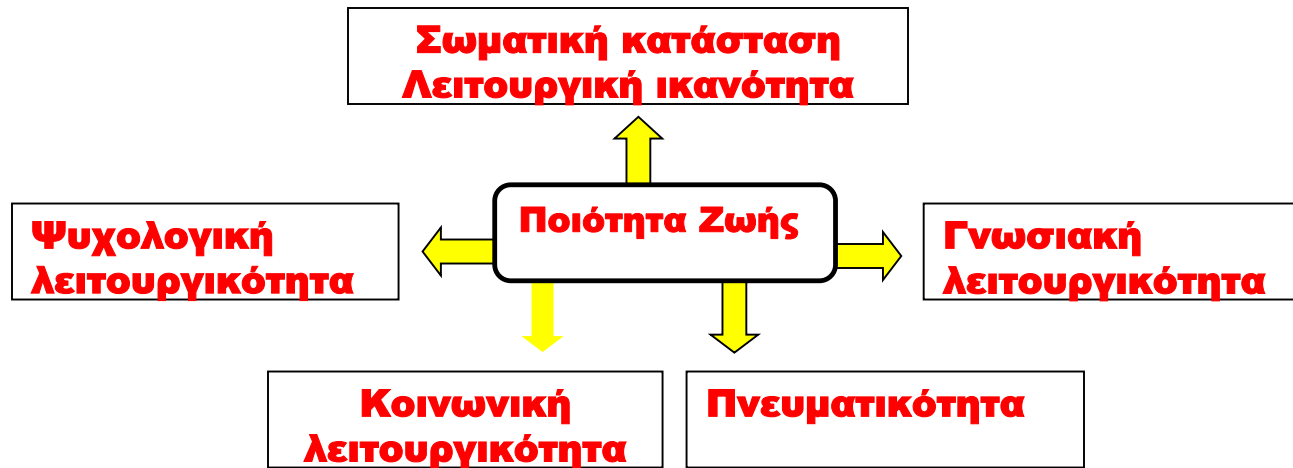 Σωματική κατάσταση
Λειτουργική ικανότητα
Ποιότητα Ζωής
Ψυχολογική
λειτουργικότητα
Γνωσιακή
λειτουργικότητα
Κοινωνική
λειτουργικότητα
Πνευματικότητα